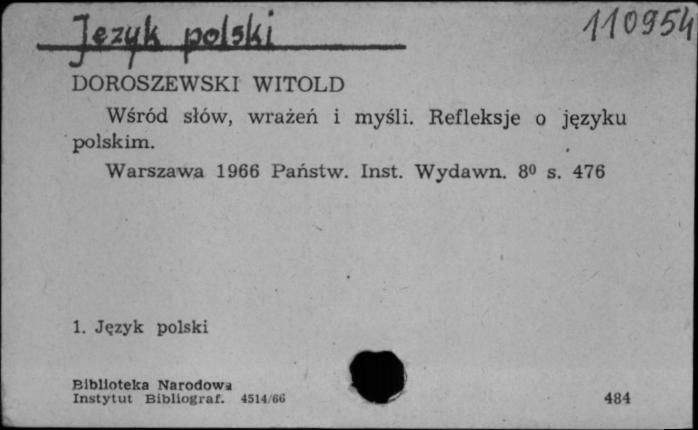 Język polski
110954
DOROSZEWSKI WITOLD
Wśród słów, wrażeń i myśli. Refleksje o języku
polskim.
Warszawa 1966 Państw. Inst. Wydawn. 8⁰ s. 476
1. Język polski
Biblioteka Narodowa
Instytut Bibliograf. 4514/66
484